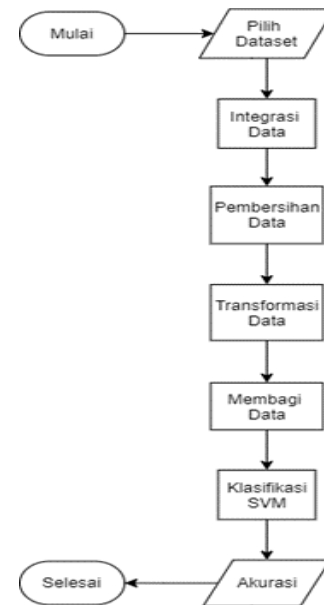 Mulai
Pilih
Dataset
Integrasi
Data
Pembersihan
Data
Transformasi
Data
Membagi
Data
Klasifikasi
SVM
Akurasi
Selesai